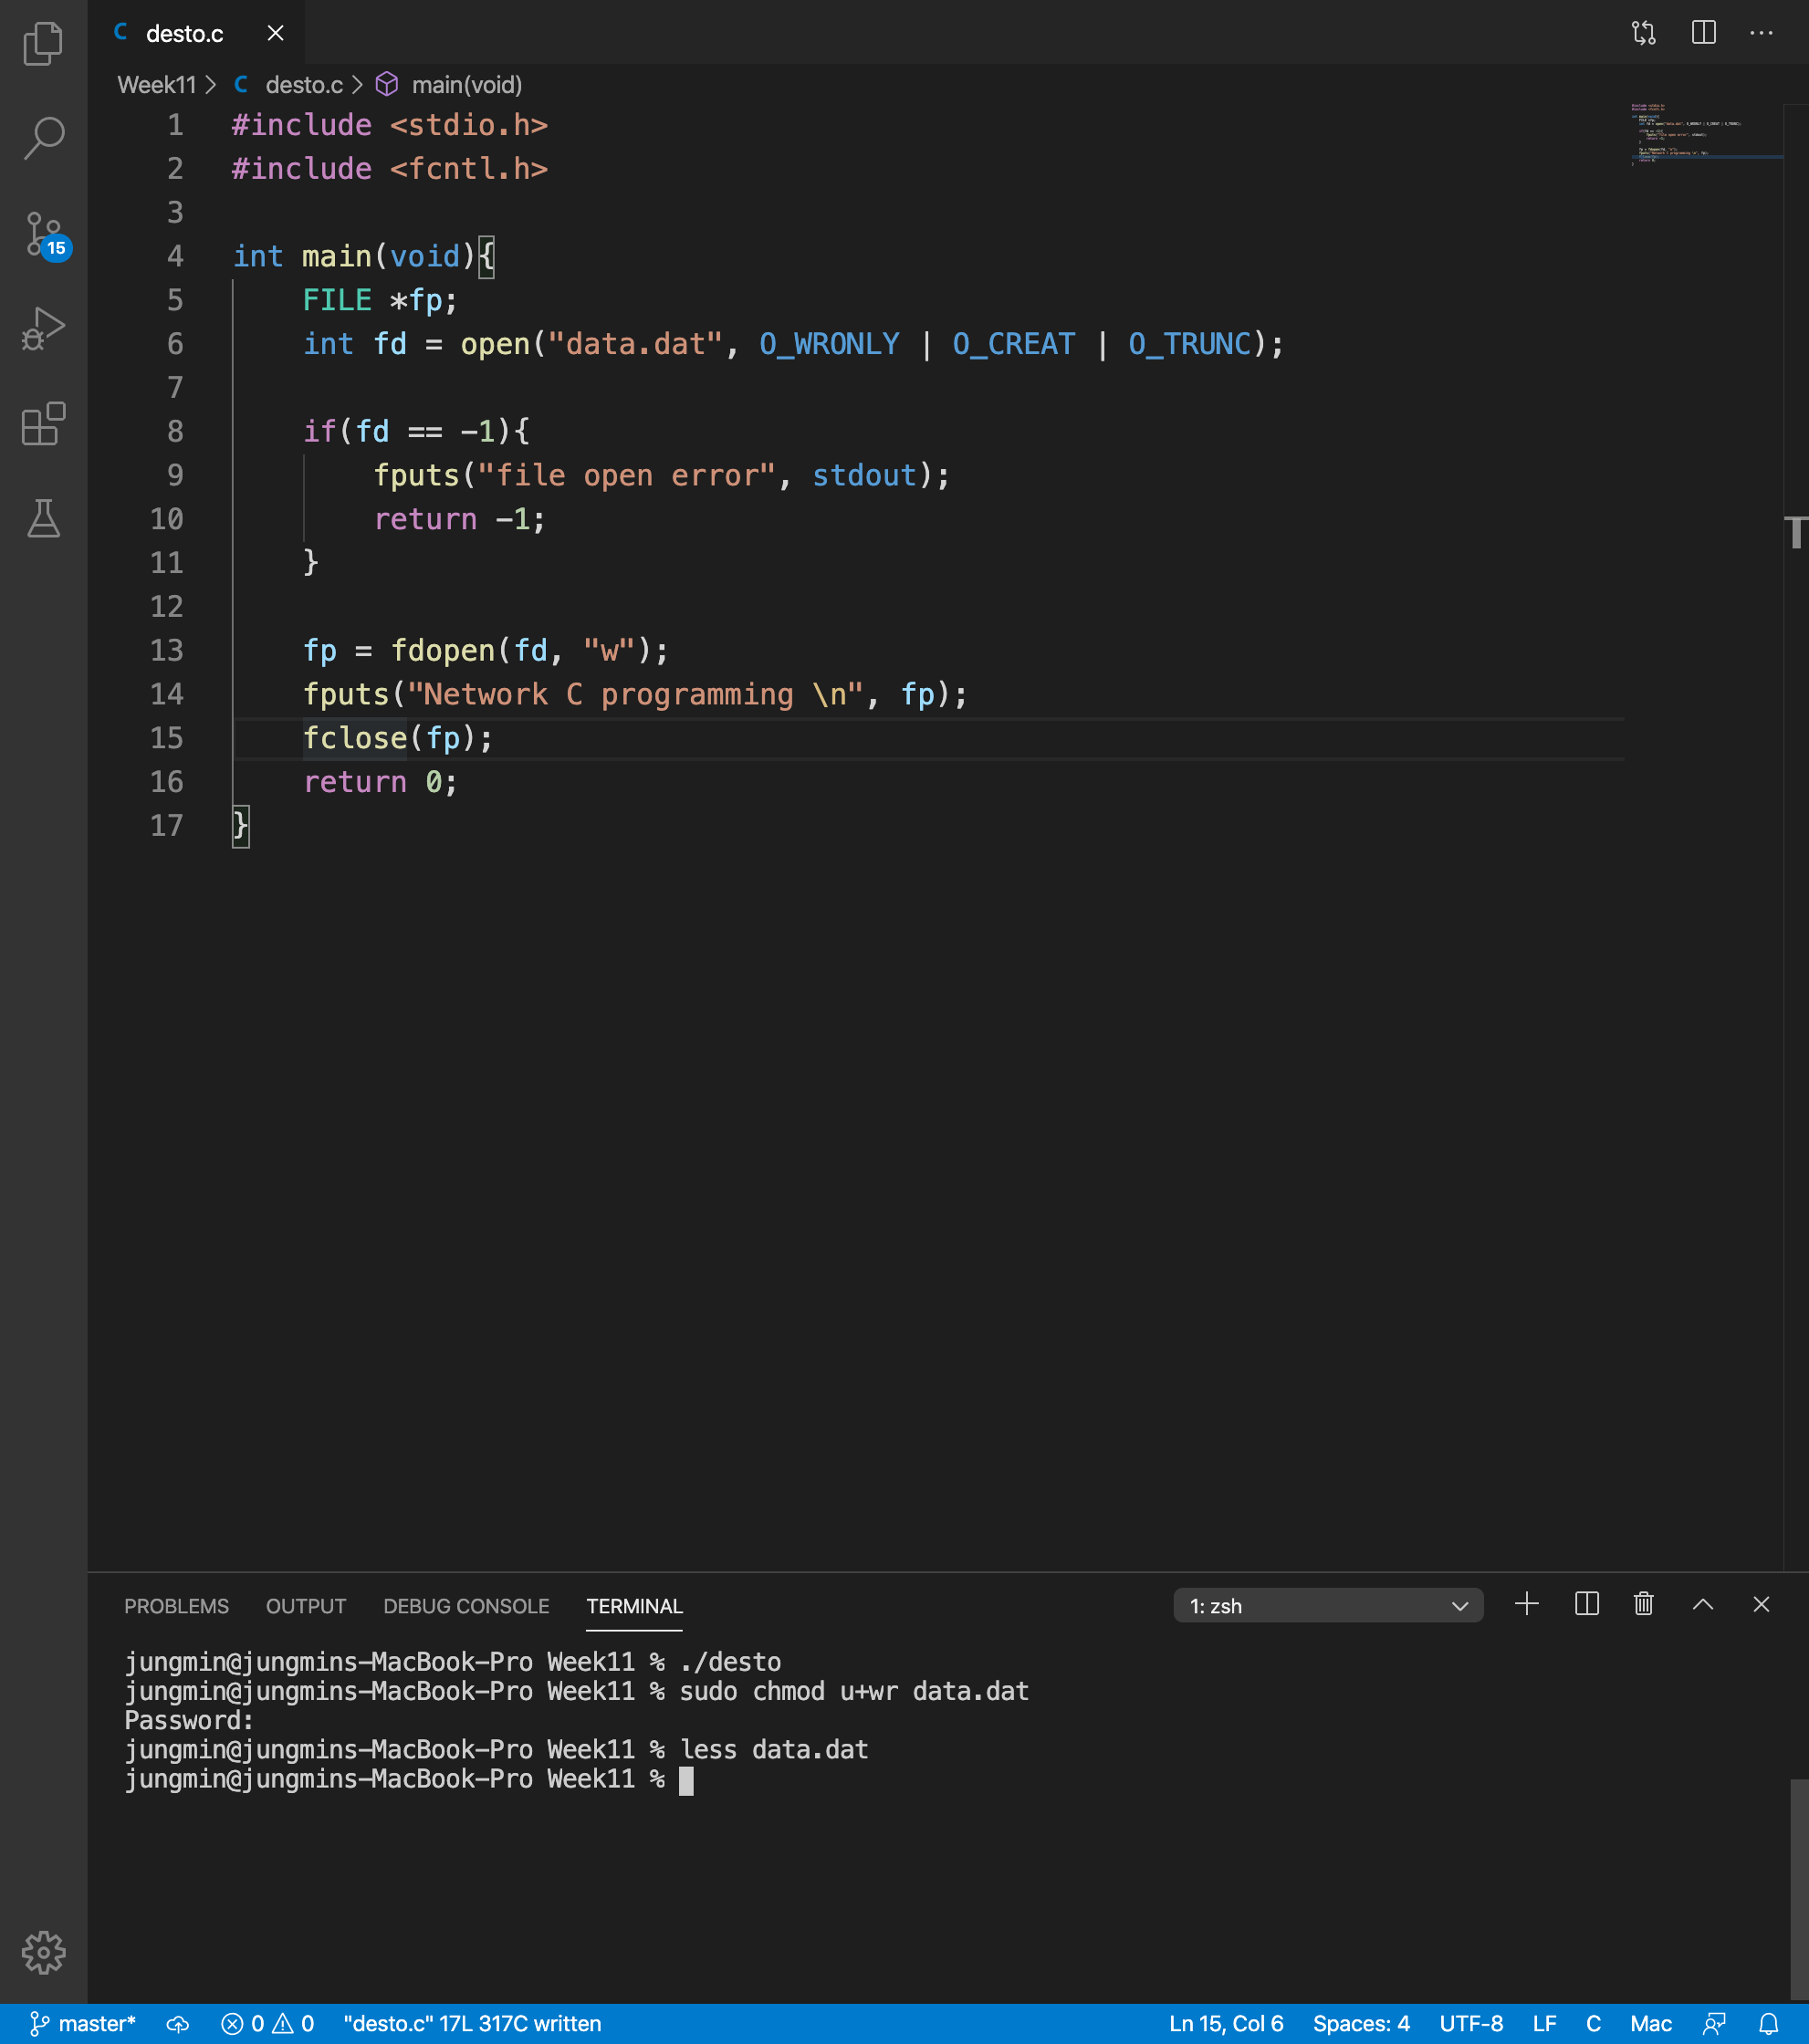 desto.c
Week11 > desto.c > main(void)
1 #include <stdio.h>
2 #include <fcntl.h>
3
4 int main(void){
5     FILE *fp;
6     int fd = open("data.dat", O_WRONLY | O_CREAT | O_TRUNC);
7
8     if(fd == -1){
9         fputs("file open error", stdout);
10         return -1;
11     }
12
13     fp = fdopen(fd, "w");
14     fputs("Network C programming \n", fp);
15     fclose(fp);
16     return 0;
17 }
15
T
PROBLEMS OUTPUT DEBUG CONSOLE TERMINAL 1: zsh
jungmin@jungmins-MacBook-Pro Week11 % ./desto
jungmin@jungmins-MacBook-Pro Week11 % sudo chmod u+wr data.dat
Password:
jungmin@jungmins-MacBook-Pro Week11 % less data.dat
jungmin@jungmins-MacBook-Pro Week11 %
master* 0 0 "desto.c" 17L 317C written Ln 15, Col 6 Spaces: 4 UTF-8 LF C Mac